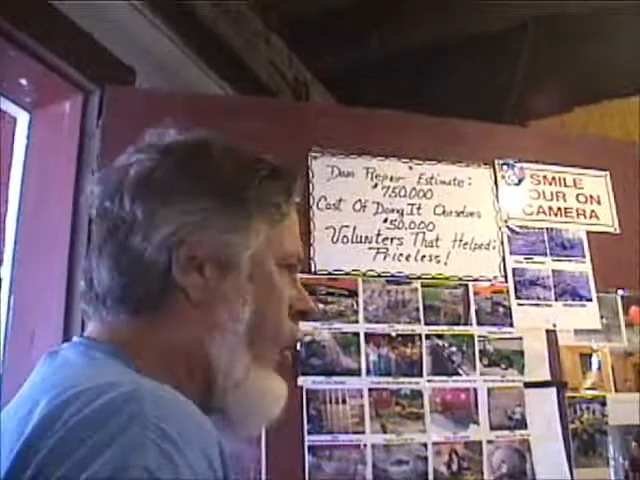 Dam Repair Estimate:
$750,000
Cost Of Doing It Ourselves
$50,000
Volunters That Helped:
Priceless!
SMILE
YOUR ON
CAMERA